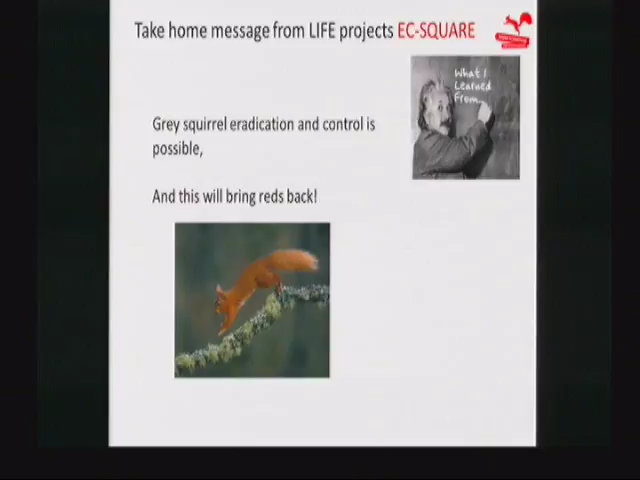 Take home message from LIFE projects EC-SQUARE
What I
Learned
From...
Grey squirrel eradication and control is
possible,
And this will bring reds back!